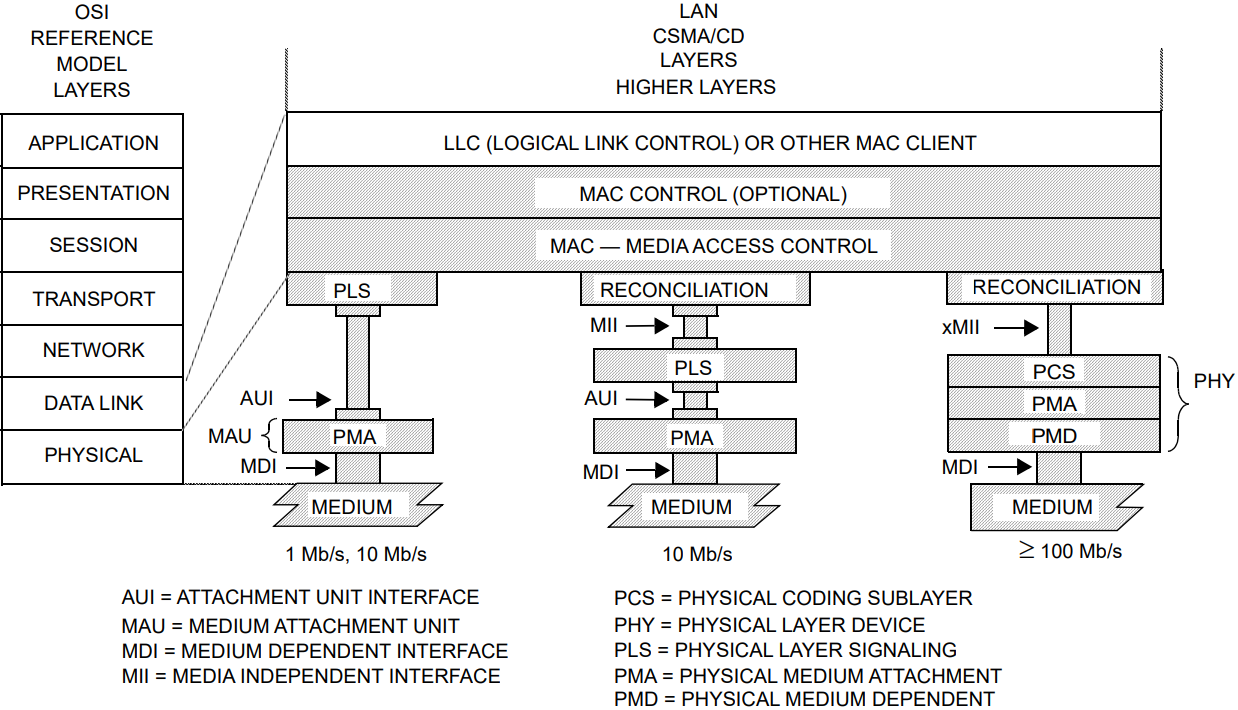 OSI
REFERENCE
MODEL
LAYERS
LAN
CSMA/CD
LAYERS
HIGHER LAYERS
APPLICATION
PRESENTATION
SESSION
TRANSPORT
NETWORK
DATA LINK
PHYSICAL
LLC (LOGICAL LINK CONTROL) OR OTHER MAC CLIENT
MAC CONTROL (OPTIONAL)
MAC — MEDIA ACCESS CONTROL
PLS
AUI
MAU
PMA
MDI
MEDIUM
1 Mb/s, 10 Mb/s
RECONCILIATION
MII
PLS
AUI
PMA
MDI
MEDIUM
10 Mb/s
RECONCILIATION
xMII
PCS
PMA
PMD
PHY
MDI
MEDIUM
≥ 100 Mb/s
AUI = ATTACHMENT UNIT INTERFACE
MAU = MEDIUM ATTACHMENT UNIT
MDI = MEDIUM DEPENDENT INTERFACE
MII = MEDIA INDEPENDENT INTERFACE
PCS = PHYSICAL CODING SUBLAYER
PHY = PHYSICAL LAYER DEVICE
PLS = PHYSICAL LAYER SIGNALING
PMA = PHYSICAL MEDIUM ATTACHMENT
PMD = PHYSICAL MEDIUM DEPENDENT